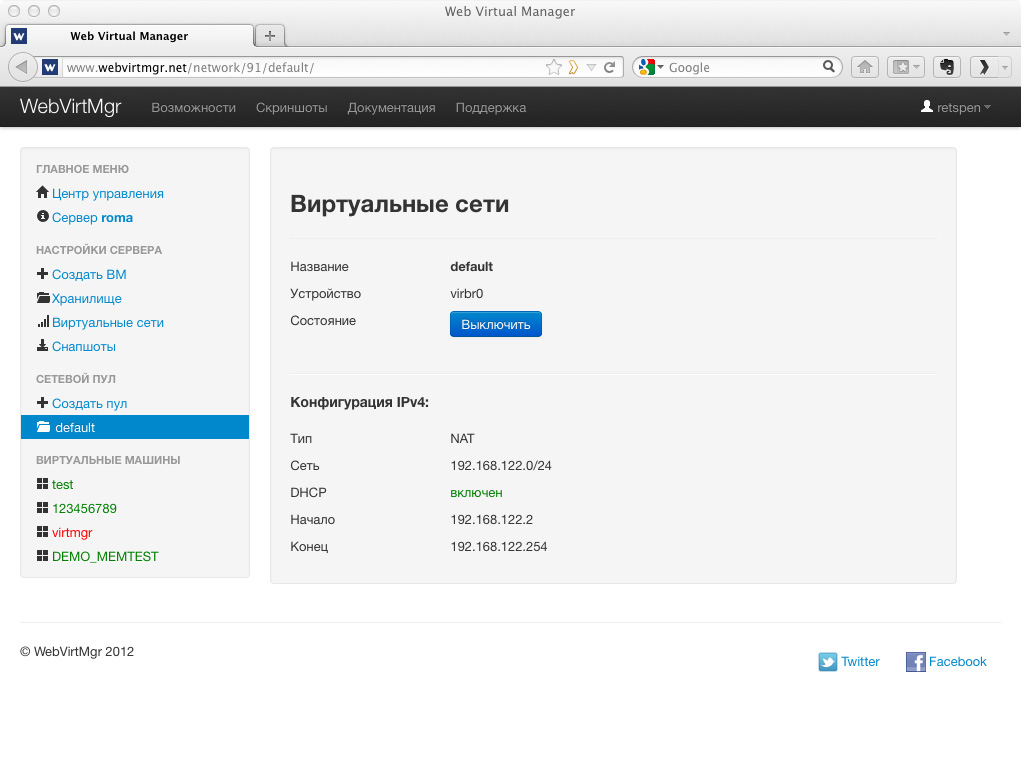 Web Virtual Manager
Web Virtual Manager
www.webvirtmgr.net/network/91/default/
Google
WebVirtMgr Возможности Скриншоты Документация Поддержка retspen
ГЛАВНОЕ МЕНЮ
Центр управления
Сервер roma
НАСТРОЙКИ СЕРВЕРА
Создать ВМ
Хранилище
Виртуальные сети
Снапшоты
СЕТЕВОЙ ПУЛ
Создать пул
default
ВИРТУАЛЬНЫЕ МАШИНЫ
test
123456789
virtmgr
DEMO_MEMTEST
Виртуальные сети
Название default
Устройство virbr0
Состояние Выключить
Конфигурация IPv4:
Тип NAT
Сеть 192.168.122.0/24
DHCP включен
Начало 192.168.122.2
Конец 192.168.122.254
© WebVirtMgr 2012
Twitter Facebook